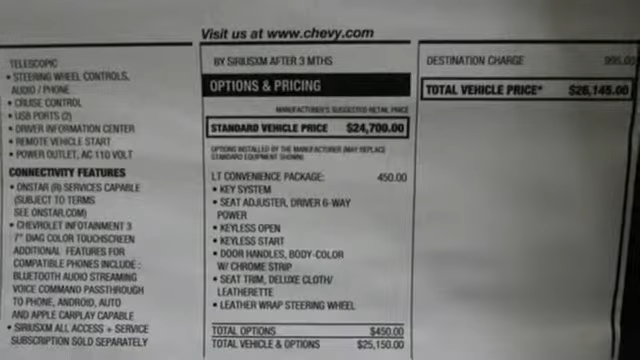 Visit us at www.chevy.com
TELESCOPIC
• STEERING WHEEL CONTROLS,
AUDIO / PHONE
• CRUISE CONTROL
• USB PORTS (2)
• DRIVER INFORMATION CENTER
• REMOTE VEHICLE START
• POWER OUTLET, AC 110 VOLT
CONNECTIVITY FEATURES
• ONSTAR (R) SERVICES CAPABLE
(SUBJECT TO TERMS
SEE ONSTAR.COM)
• CHEVROLET INFOTAINMENT 3
7" DIAG COLOR TOUCHSCREEN
ADDITIONAL FEATURES FOR
COMPATIBLE PHONES INCLUDE :
BLUETOOTH AUDIO STREAMING
VOICE COMMAND PASSTHROUGH
TO PHONE, ANDROID, AUTO
AND APPLE CARPLAY CAPABLE
• SIRIUSXM ALL ACCESS + SERVICE
SUBSCRIPTION SOLD SEPARATELY
BY SIRIUSXM AFTER 3 MTHS
OPTIONS & PRICING
MANUFACTURER'S SUGGESTED RETAIL PRICE
STANDARD VEHICLE PRICE $24,700.00
OPTIONS INSTALLED BY THE MANUFACTURER (MAY REPLACE
STANDARD EQUIPMENT SHOWN)
LT CONVENIENCE PACKAGE: 450.00
• KEY SYSTEM
• SEAT ADJUSTER, DRIVER 6-WAY
POWER
• KEYLESS OPEN
• KEYLESS START
• DOOR HANDLES, BODY-COLOR
W/ CHROME STRIP
• SEAT TRIM, DELUXE CLOTH/
LEATHERETTE
• LEATHER WRAP STEERING WHEEL
TOTAL OPTIONS $450.00
TOTAL VEHICLE & OPTIONS $25,150.00
DESTINATION CHARGE 995.00
TOTAL VEHICLE PRICE* $26,145.00